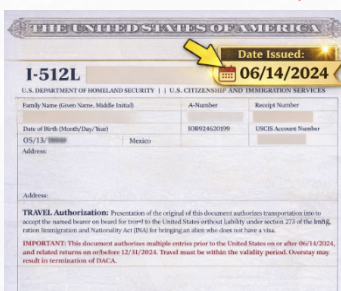 THE UNITED STATES OF AMERICA
Date Issued:
06/14/2024
I-512L
U.S. DEPARTMENT OF HOMELAND SECURITY | U.S. CITIZENSHIP AND IMMIGRATION SERVICES
Family Name (Given Name, Middle Initial) A-Number Receipt Number
Date of Birth (Month/Day/Year) IOR924620199 USCIS Account Number
05/13/ Mexico
Address:
Address:
TRAVEL Authorization: Presentation of the original of this document authorizes transportation into to
accept the named bearer on board for travel to the United States without liability under section 273 of the Immig,
ration Immigration and Nationality Act (INA) for bringing an alien who does not have a visa.
IMPORTANT: This document authorizes multiple entries prior to the United States on or after 06/14/2024,
and related returns on orbefore 12/31/2024. Travel must be within the validity period. Overstay may
result in termination of DACA.